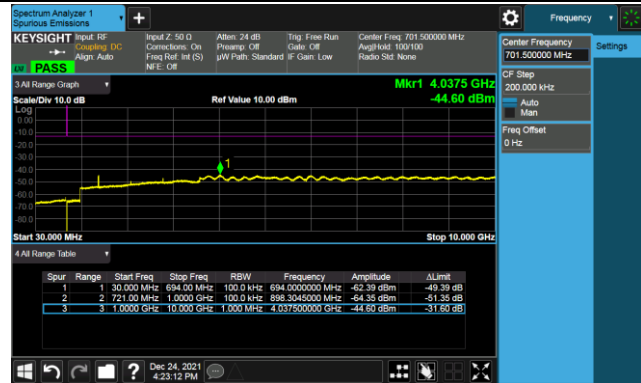 Spectrum Analyzer 1
Spurious Emissions
+
Frequency
KEYSIGHT Input: RF Input Z: 50 Ω Atten: 24 dB Trig: Free Run Center Freq: 701.500000 MHz
Coupling: DC Corrections: On Preamp: Off Gate: Off Avg|Hold: 100/100
Align: Auto Freq Ref: Int (S) µW Path: Standard IF Gain: Low Radio Std: None
NFE: Off
PASS
Center Frequency
701.500000 MHz
Settings
CF Step
200.000 kHz
Auto
Man
Freq Offset
0 Hz
3 All Range Graph
Mkr1 4.0375 GHz
Scale/Div 10.0 dB Ref Value 10.00 dBm -44.60 dBm
Log
0.00
-10.0
-20.0
-30.0
-40.0
-50.0
-60.0
-70.0
-80.0
1
Start 30.000 MHz Stop 10.000 GHz
4 All Range Table
Spur Range Start Freq Stop Freq RBW Frequency Amplitude ΔLimit
1 1 30.000 MHz 694.00 MHz 100.0 kHz 694.0000000 MHz -62.39 dBm -49.39 dB
2 2 721.00 MHz 1.0000 GHz 100.0 kHz 898.3045000 MHz -64.35 dBm -51.35 dB
3 3 1.0000 GHz 10.000 GHz 1.000 MHz 4.037500000 GHz -44.60 dBm -31.60 dB
?
Dec 24, 2021
4:23:12 PM